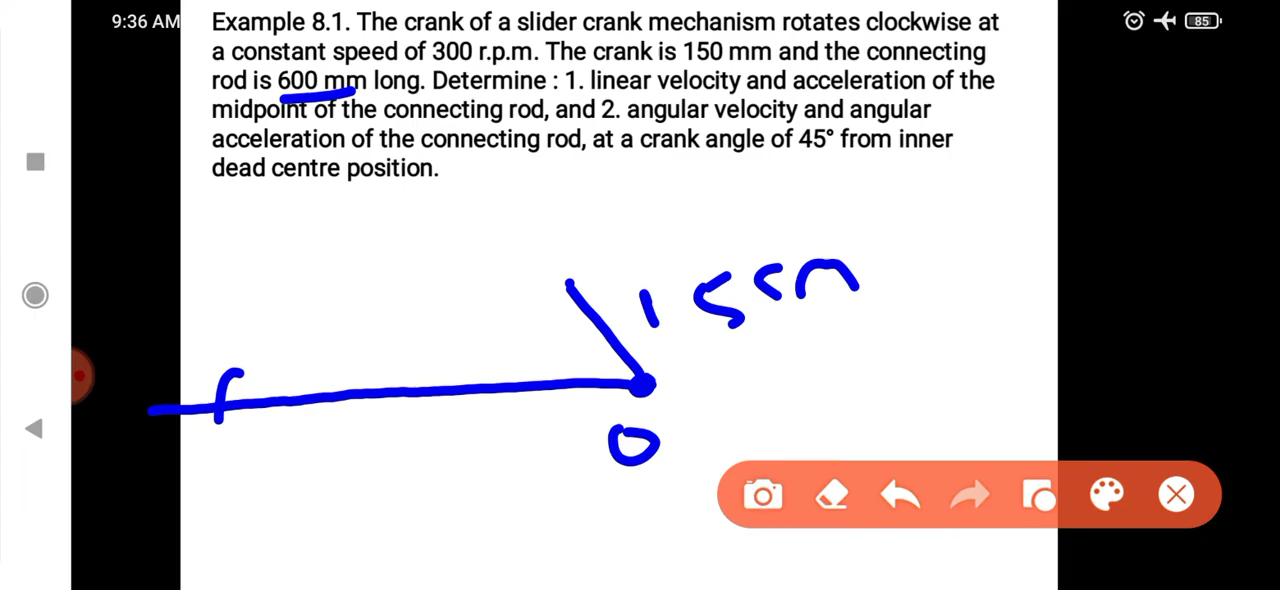 9:36 AM
85
Example 8.1. The crank of a slider crank mechanism rotates clockwise at
a constant speed of 300 r.p.m. The crank is 150 mm and the connecting
rod is 600 mm long. Determine : 1. linear velocity and acceleration of the
midpoint of the connecting rod, and 2. angular velocity and angular
acceleration of the connecting rod, at a crank angle of 45° from inner
dead centre position.
15cm
O